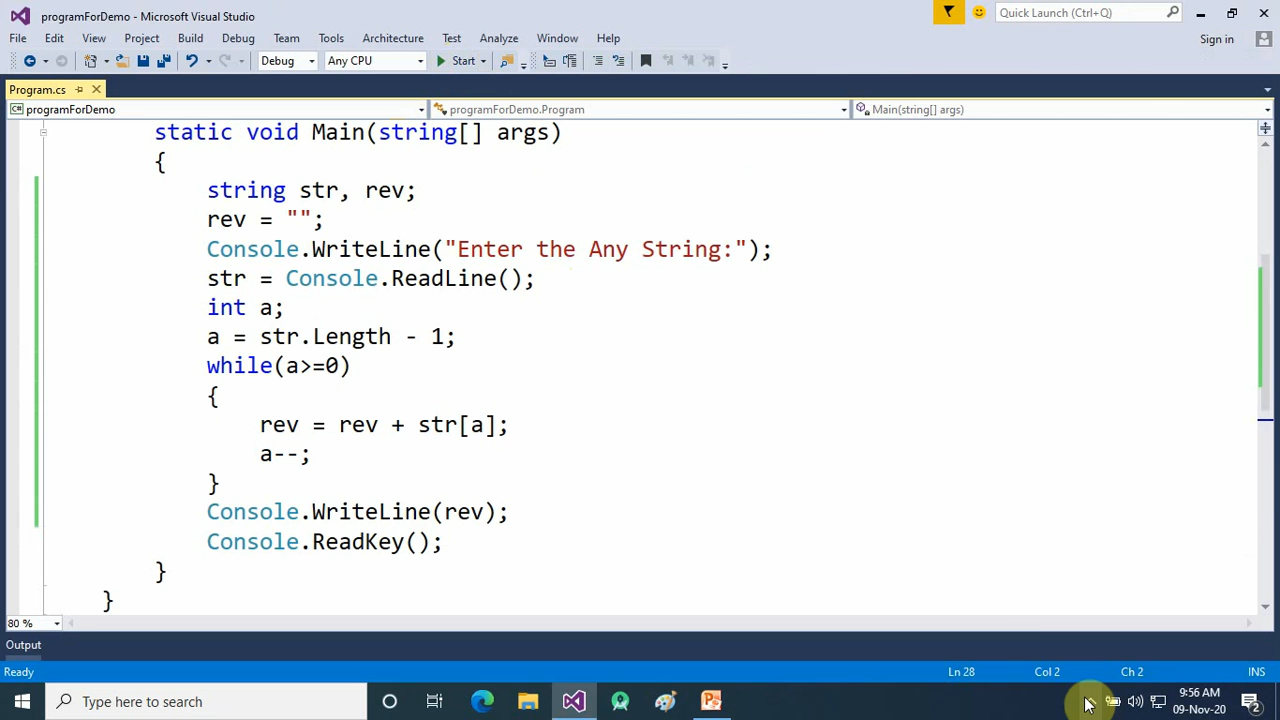 programForDemo - Microsoft Visual Studio
Quick Launch (Ctrl+Q)
File Edit View Project Build Debug Team Tools Architecture Test Analyze Window Help
Sign in
Debug Any CPU Start
Program.cs
programForDemo programForDemo.Program Main(string[] args)
static void Main(string[] args)
{
string str, rev;
rev = "";
Console.WriteLine("Enter the Any String:");
str = Console.ReadLine();
int a;
a = str.Length - 1;
while(a>=0)
{
rev = rev + str[a];
a--;
}
Console.WriteLine(rev);
Console.ReadKey();
}
}
80 %
Output
Ready Ln 28 Col 2 Ch 2 INS
Type here to search
9:56 AM
09-Nov-20
2